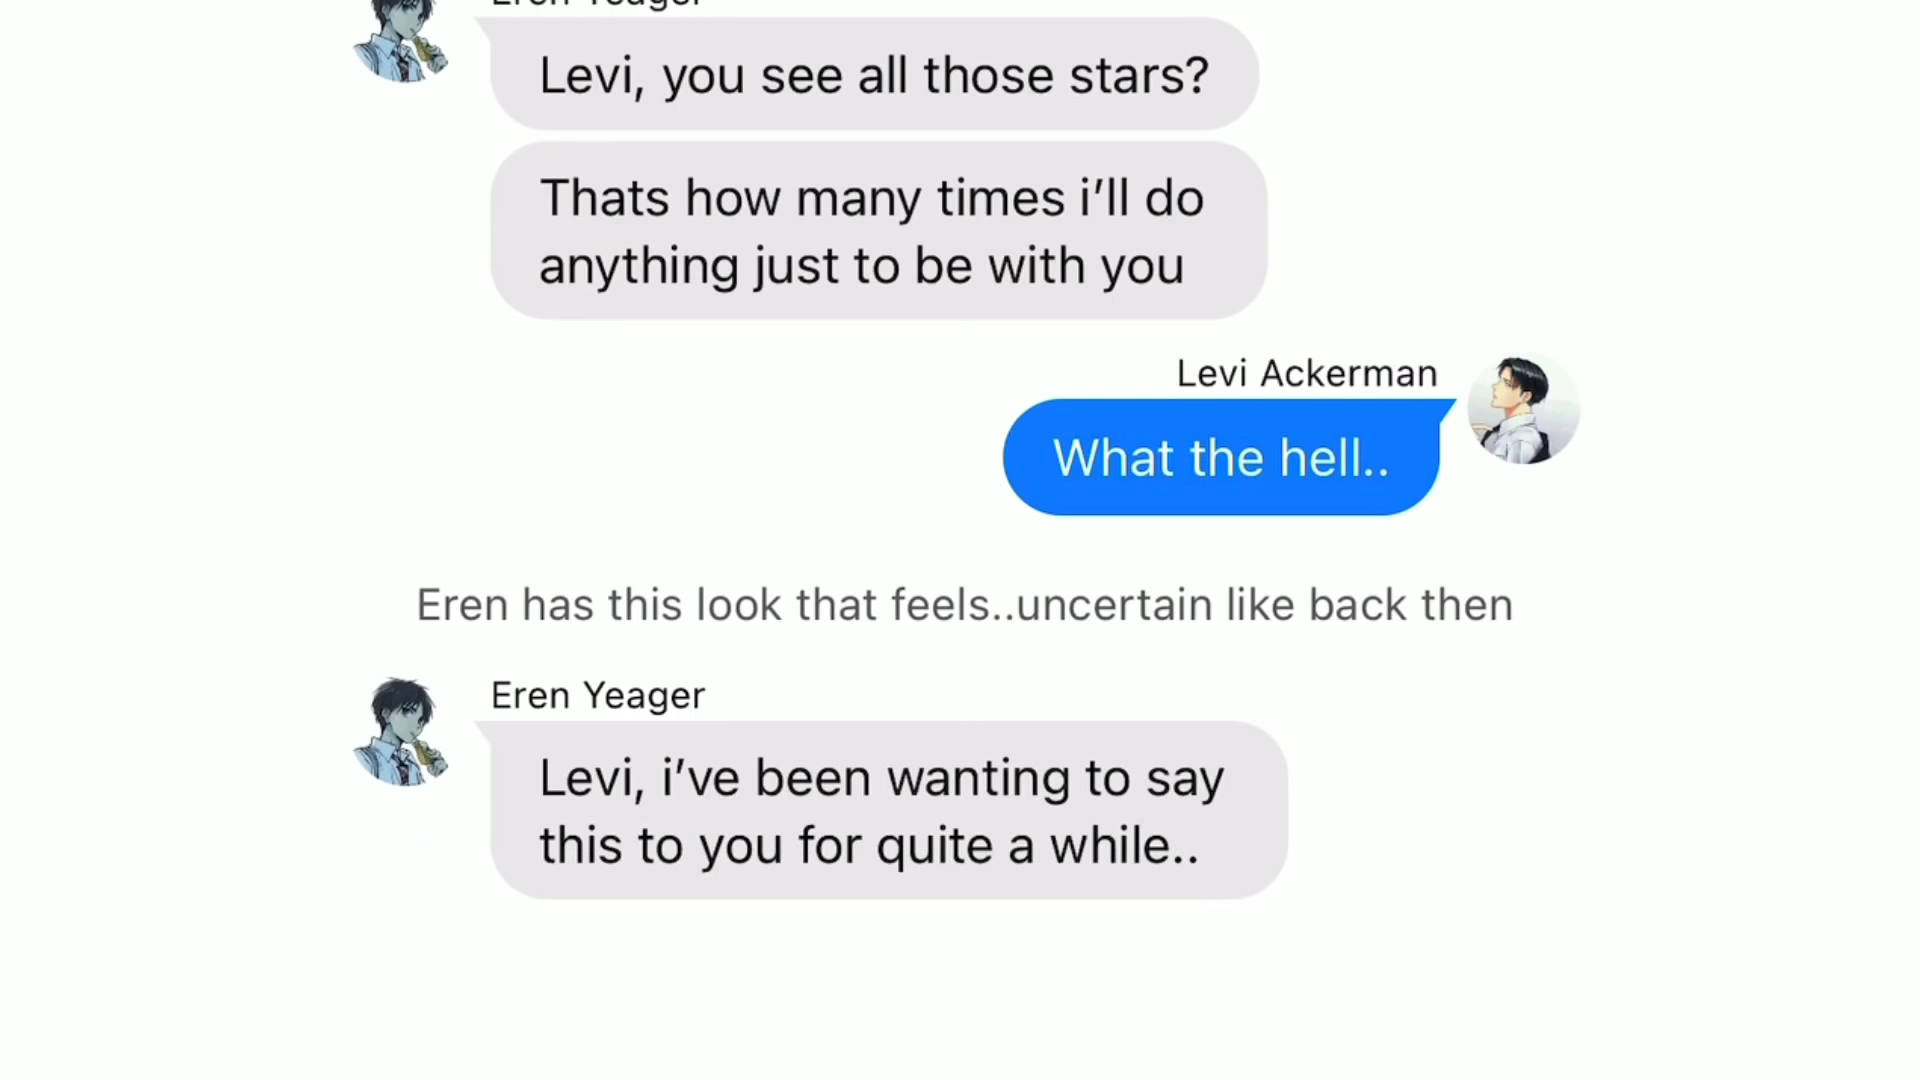 Eren Yeager
Levi, you see all those stars?
Thats how many times i’ll do
anything just to be with you
Levi Ackerman
What the hell..
Eren has this look that feels..uncertain like back then
Eren Yeager
Levi, i’ve been wanting to say
this to you for quite a while..